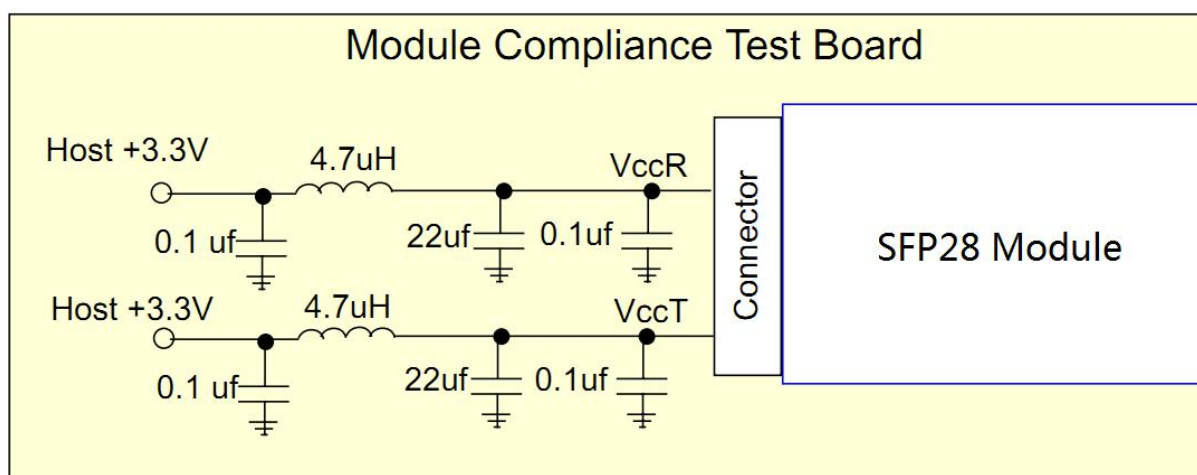 Module Compliance Test Board
Host +3.3V
4.7uH
VccR
0.1 uf
22uf
0.1uf
Connector
SFP28 Module
Host +3.3V
4.7uH
VccT
0.1 uf
22uf
0.1uf